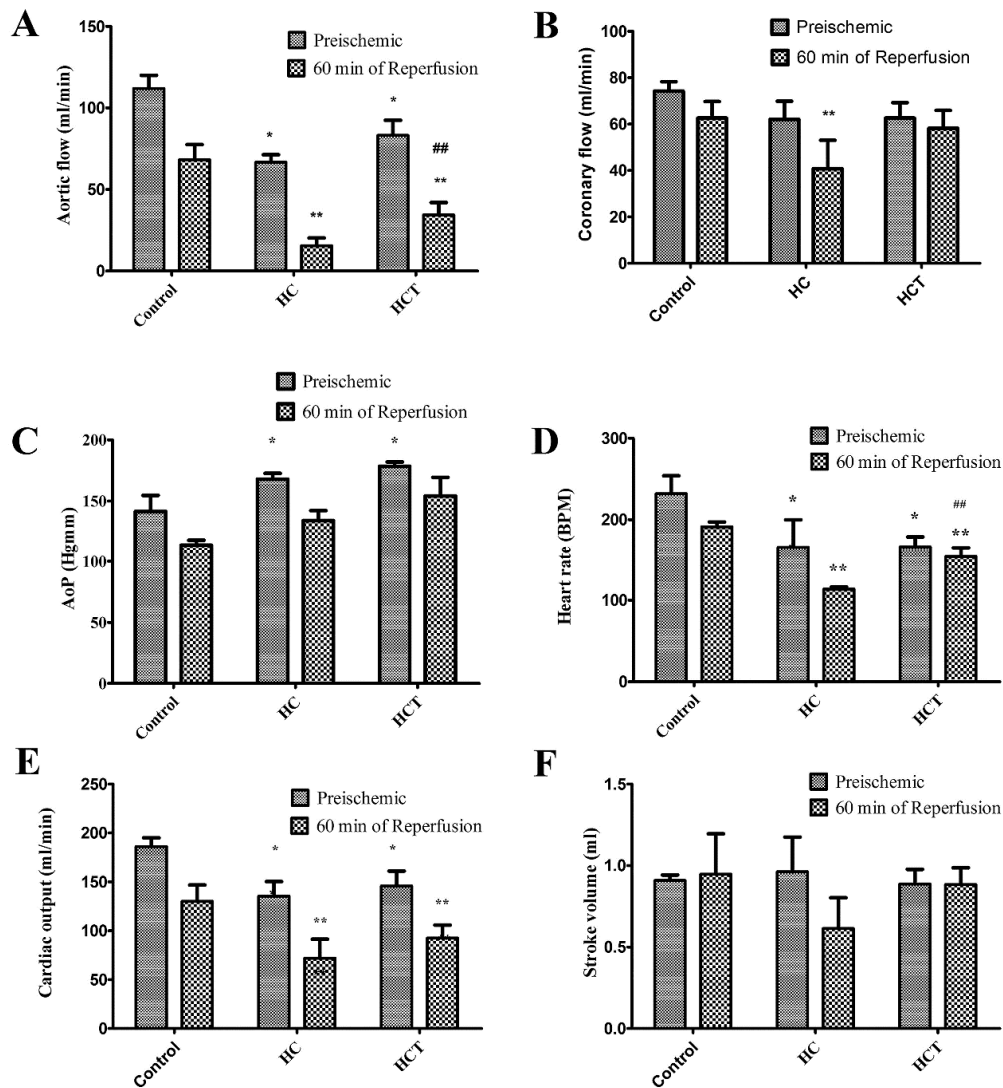 A
Aortic flow (ml/min)
150
100
50
0
Preischemic
60 min of Reperfusion
*
**
*
##
**
Control
HC
HCT
B
Coronary flow (ml/min)
100
80
60
40
20
0
Preischemic
60 min of Reperfusion
**
Control
HC
HCT
C
AoP (Hgmm)
200
150
100
50
0
Preischemic
60 min of Reperfusion
*
*
Control
HC
HCT
D
Heart rate (BPM)
300
200
100
0
Preischemic
60 min of Reperfusion
*
**
*
##
**
Control
HC
HCT
E
Cardiac output (ml/min)
250
200
150
100
50
0
Preischemic
60 min of Reperfusion
*
**
*
**
Control
HC
HCT
F
Stroke volume (ml)
1.5
1.0
0.5
0.0
Preischemic
60 min of Reperfusion
Control
HC
HCT